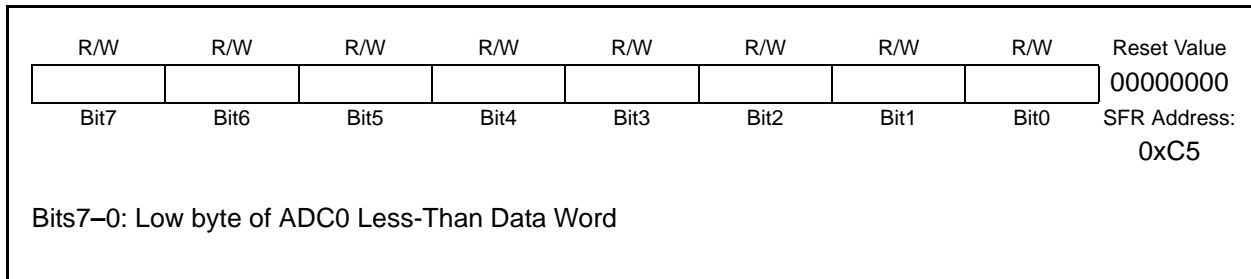 R/W R/W R/W R/W R/W R/W R/W R/W Reset Value
00000000
Bit7 Bit6 Bit5 Bit4 Bit3 Bit2 Bit1 Bit0 SFR Address:
0xC5
Bits7–0: Low byte of ADC0 Less-Than Data Word